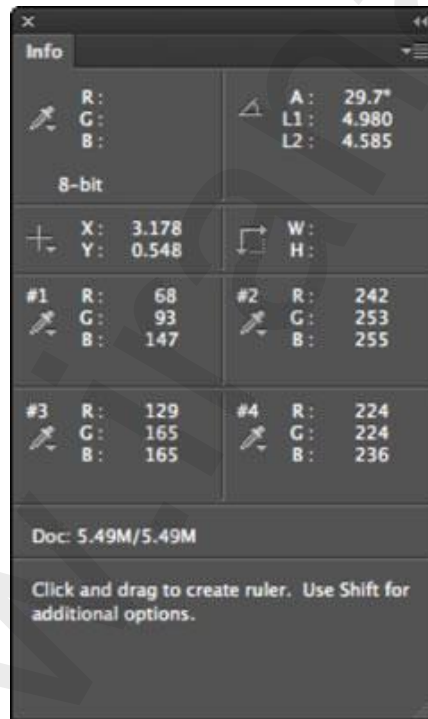 Info
R:
G:
B:
8-bit
A: 29.7°
L1: 4.980
L2: 4.585
X: 3.178
Y: 0.548
W:
H:
#1 R: 68
G: 93
B: 147
#2 R: 242
G: 253
B: 255
#3 R: 129
G: 165
B: 165
#4 R: 224
G: 224
B: 236
Doc: 5.49M/5.49M
Click and drag to create ruler. Use Shift for
additional options.